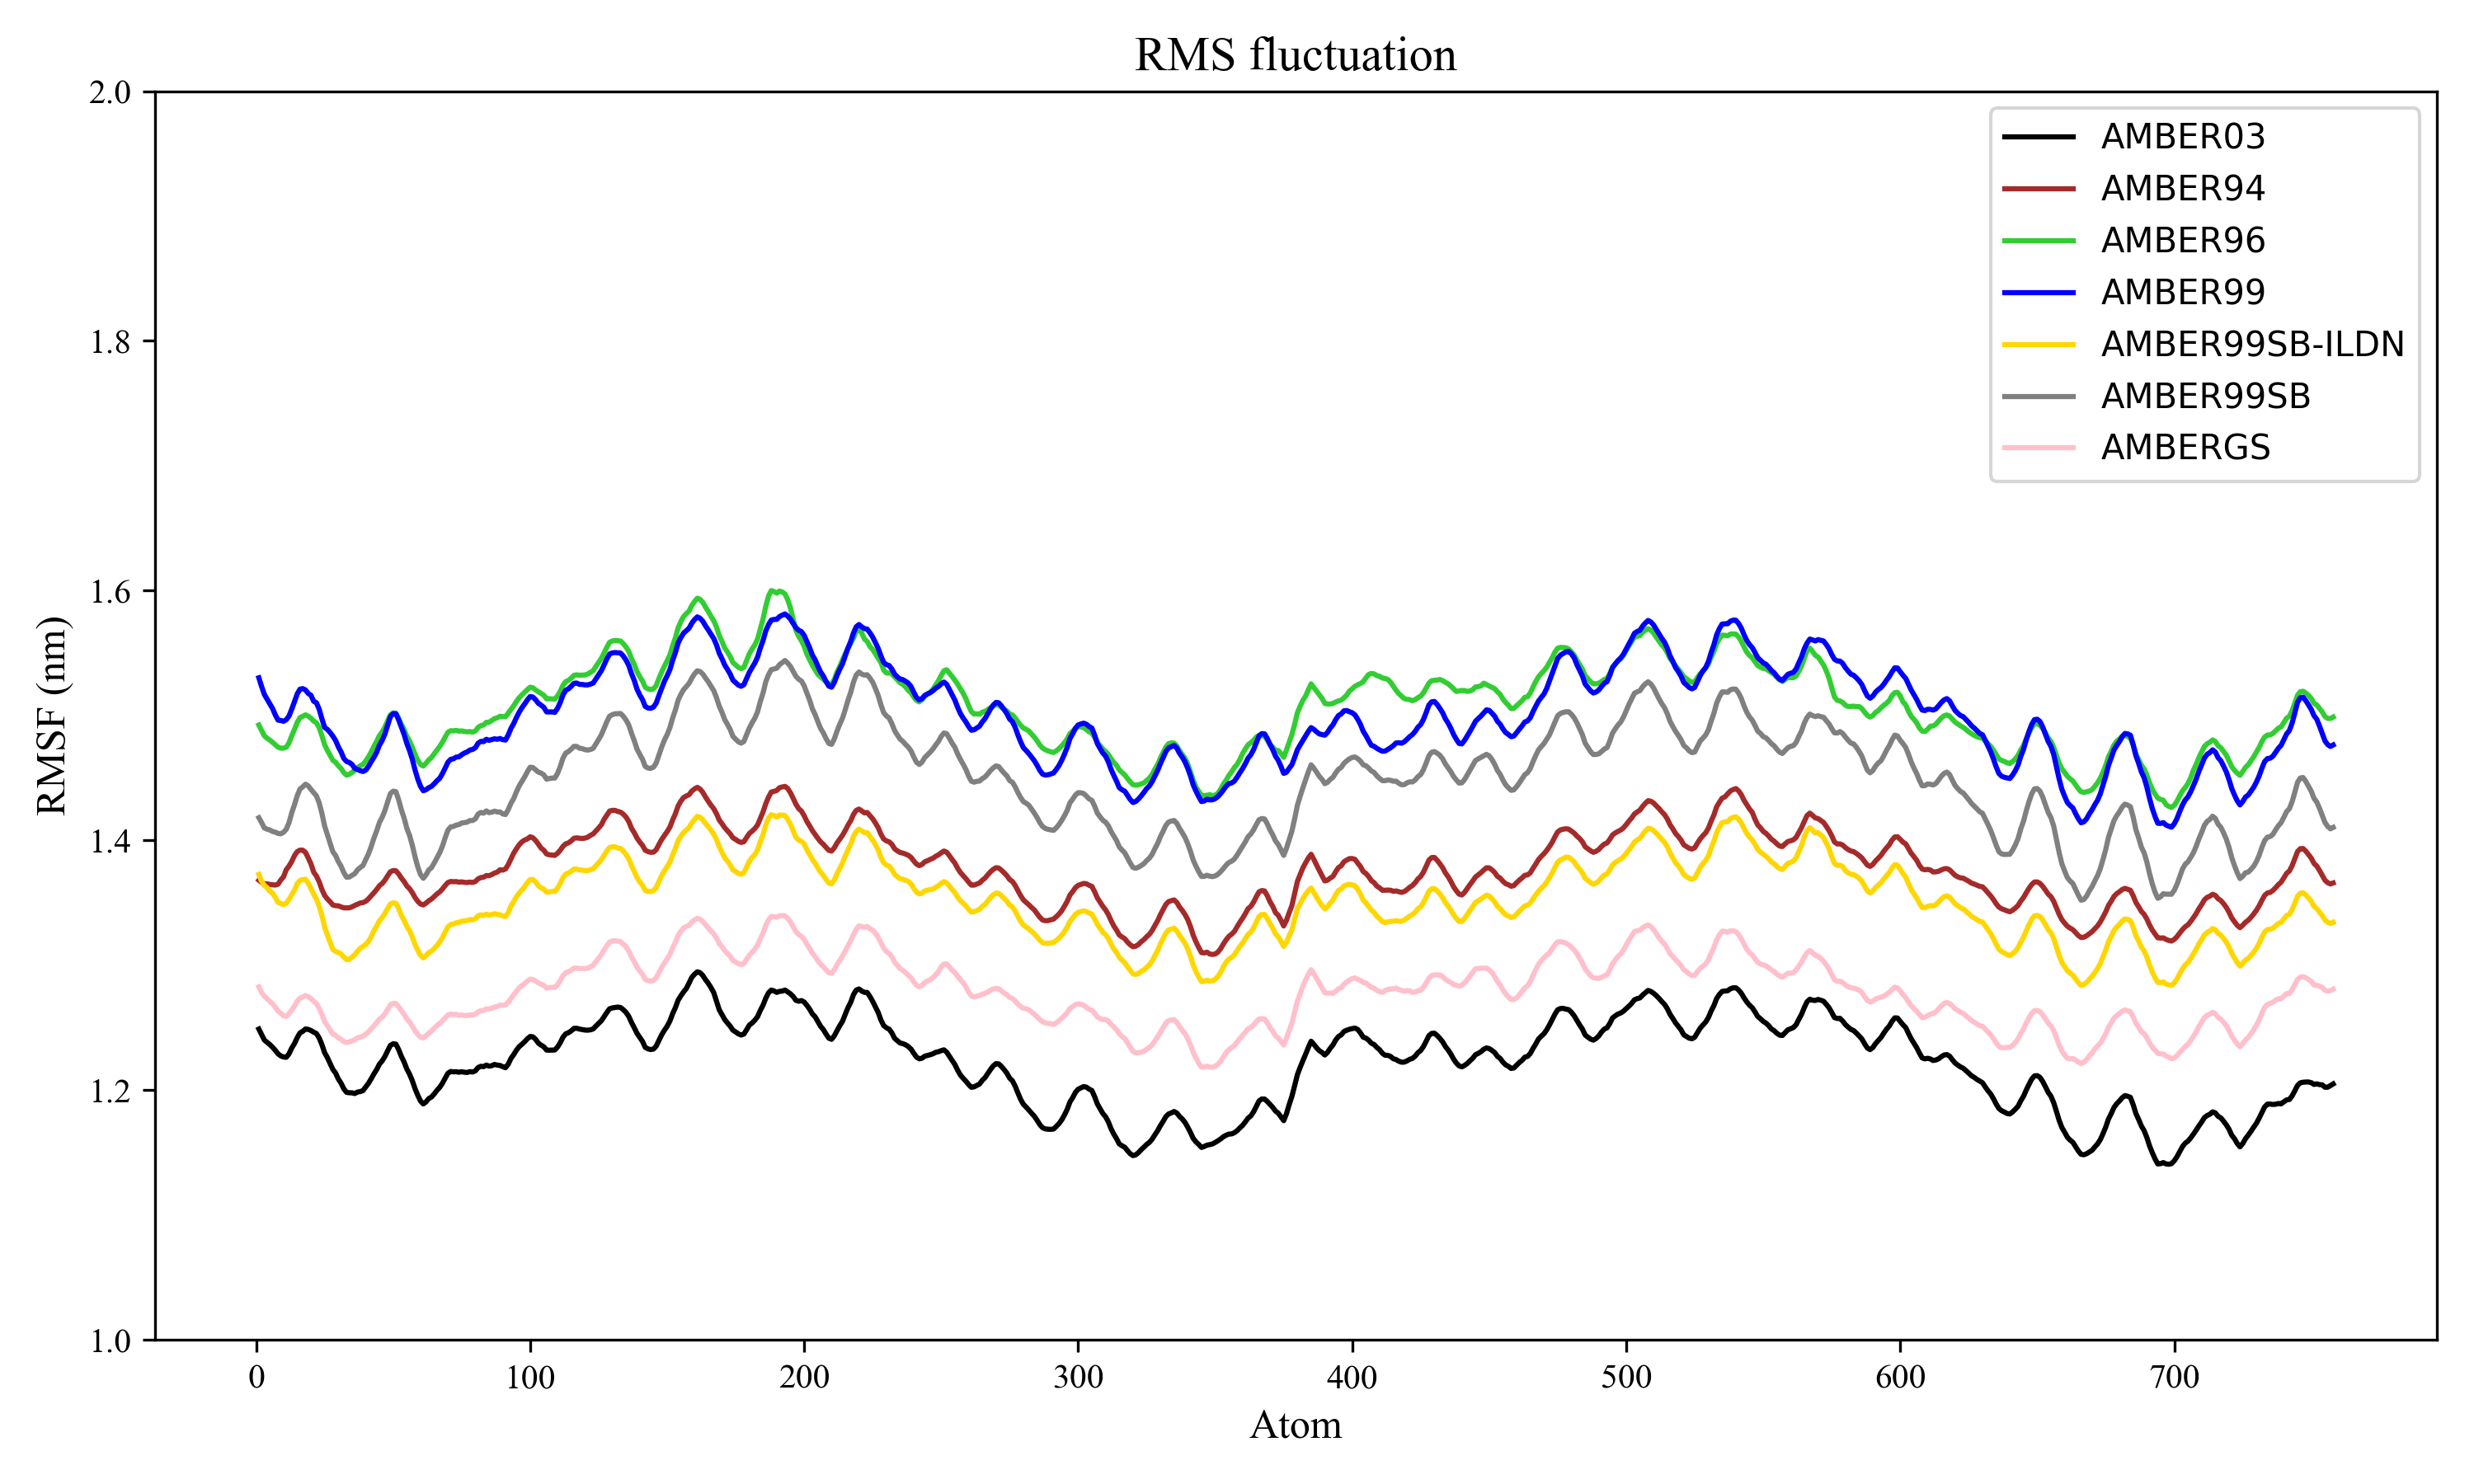 RMS fluctuation
2.0
1.8
1.6
1.4
1.2
1.0
RMSF (nm)
AMBER03
AMBER94
AMBER96
AMBER99
AMBER99SB-ILDN
AMBER99SB
AMBERGS
0 100 200 300 400 500 600 700
Atom